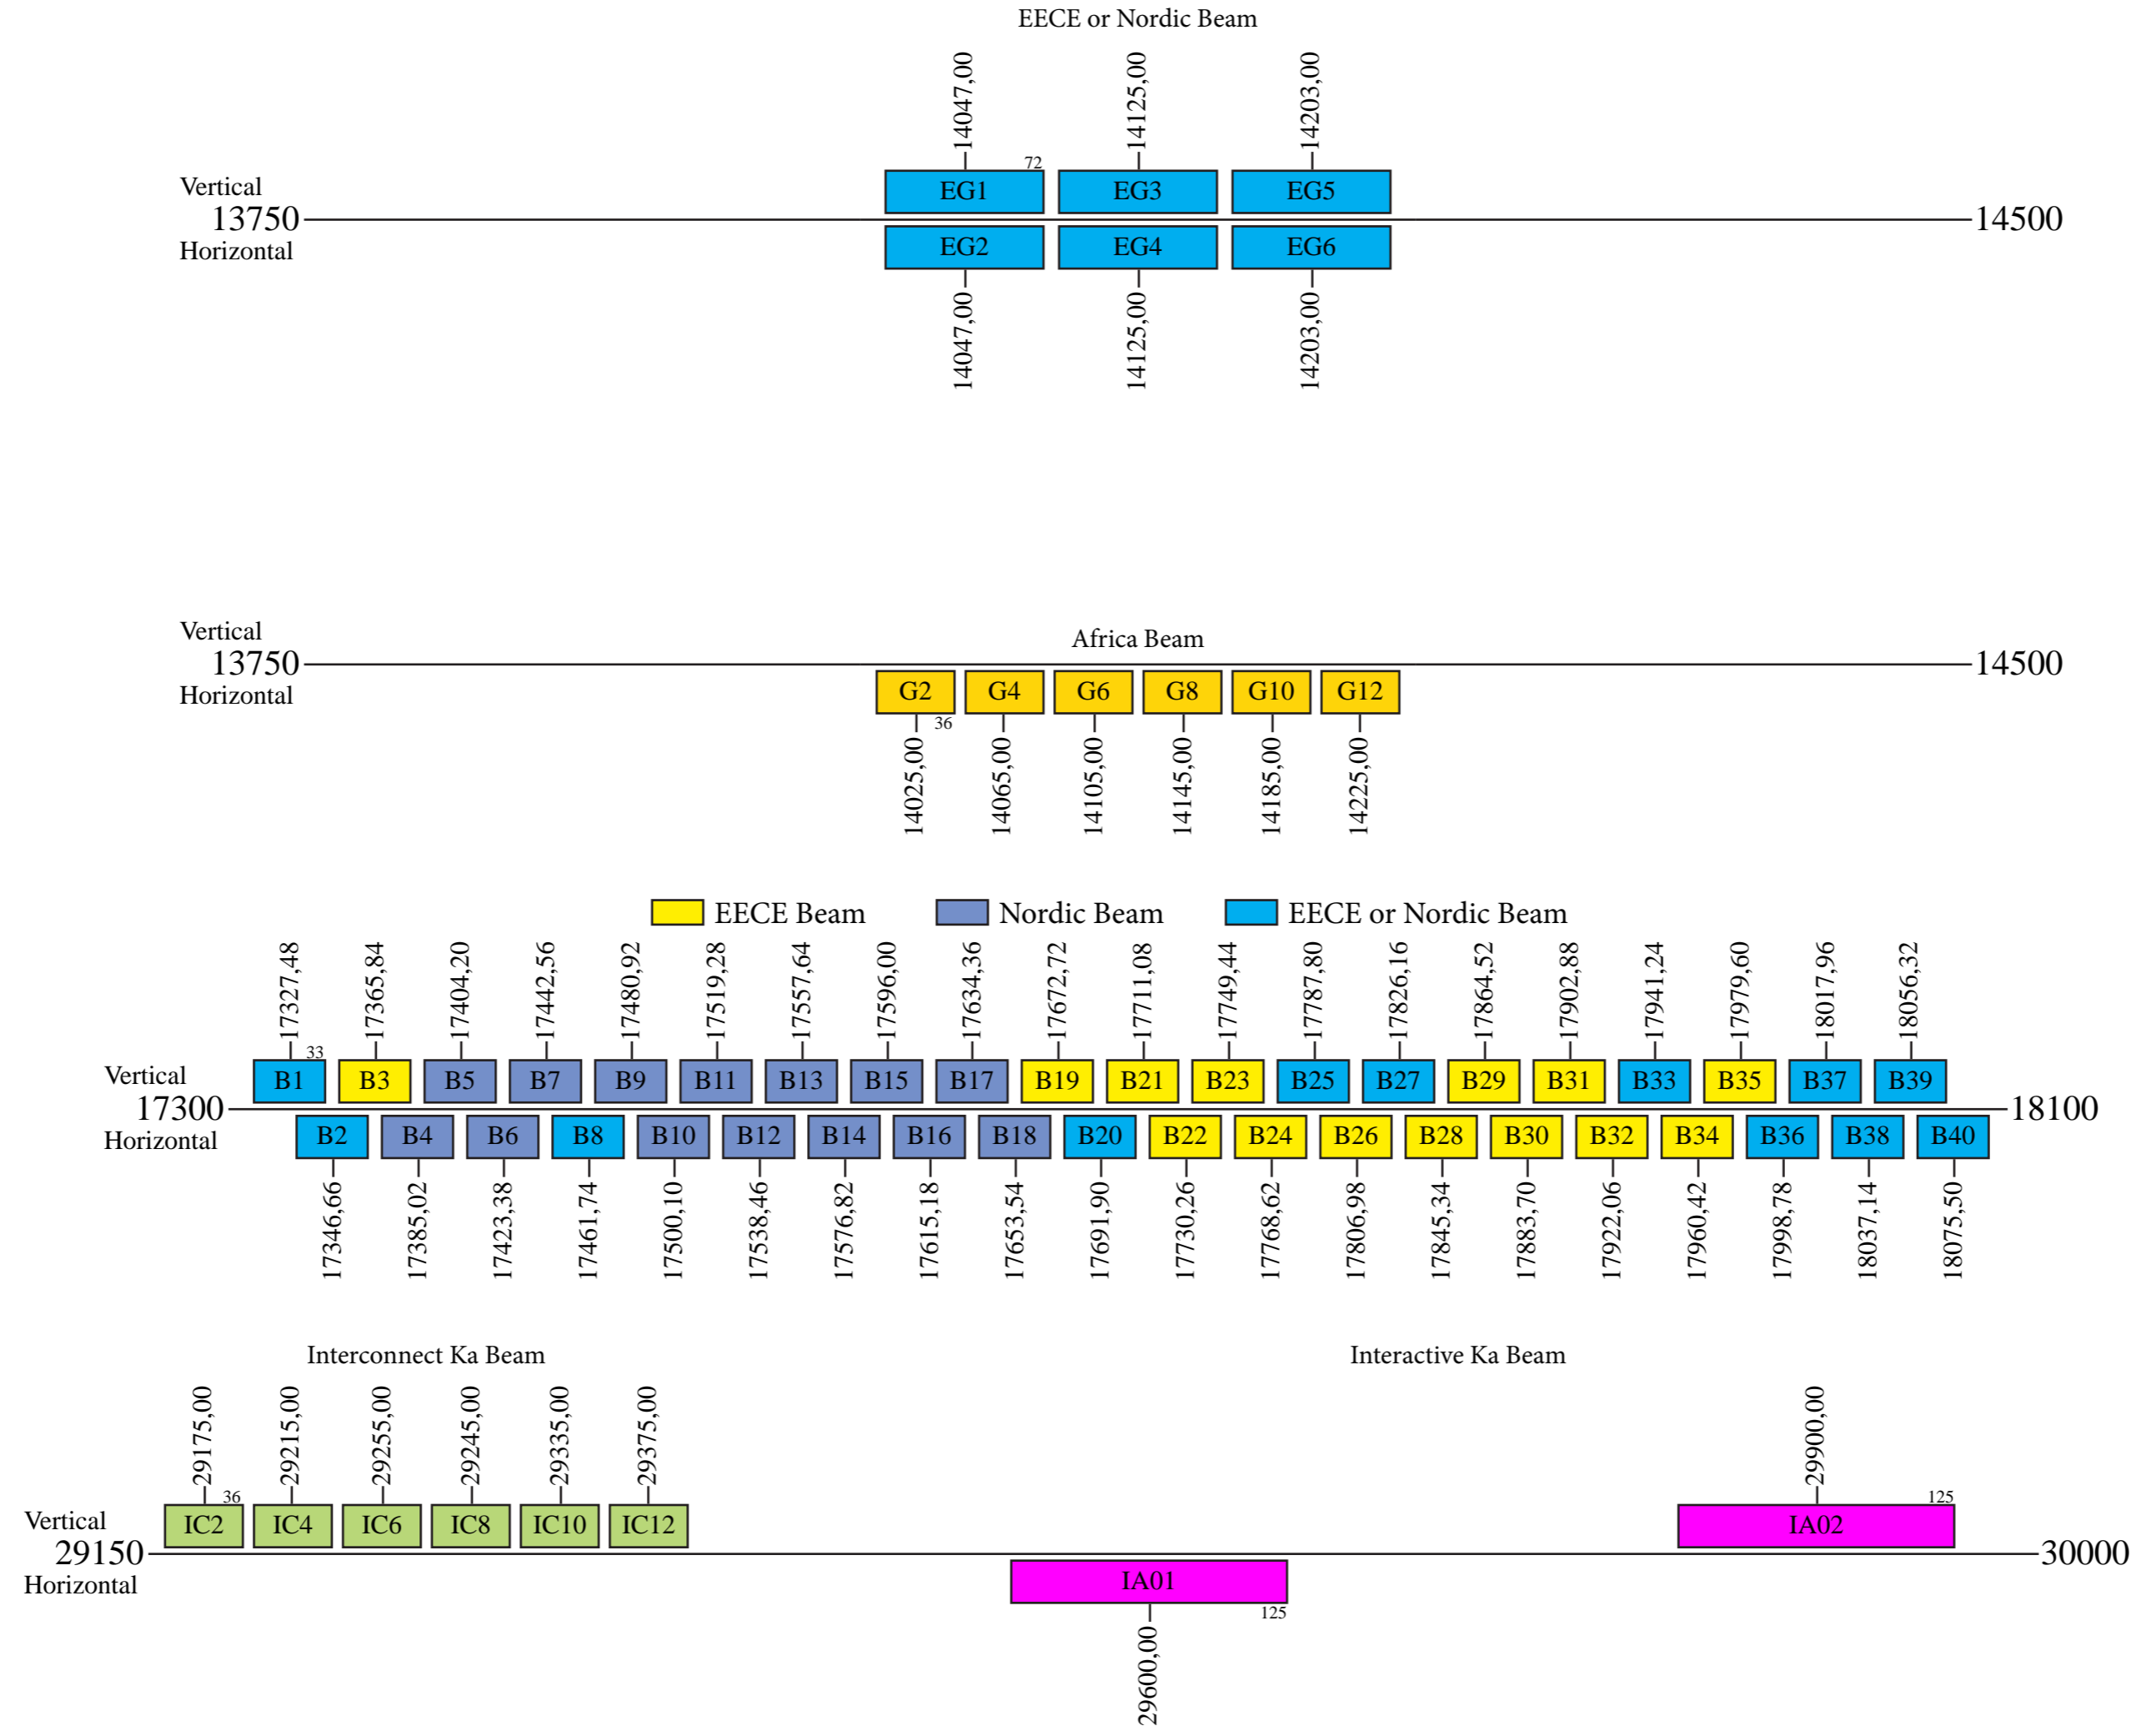 EECE or Nordic Beam
14047,00 14125,00 14203,00
72
Vertical
EG1 EG3 EG5
13750 14500
Horizontal
EG2 EG4 EG6
14047,00 14125,00 14203,00
Vertical
Africa Beam
13750 14500
Horizontal
G2 G4 G6 G8 G10 G12
36
14025,00 14065,00 14105,00 14145,00 14185,00 14225,00
EECE Beam Nordic Beam EECE or Nordic Beam
17327,48 17365,84 17404,20 17442,56 17480,92 17519,28 17557,64 17596,00 17634,36 17672,72 17711,08 17749,44 17787,80 17826,16 17864,52 17902,88 17941,24 17979,60 18017,96 18056,32
33
Vertical
B1 B3 B5 B7 B9 B11 B13 B15 B17 B19 B21 B23 B25 B27 B29 B31 B33 B35 B37 B39
17300 18100
Horizontal
B2 B4 B6 B8 B10 B12 B14 B16 B18 B20 B22 B24 B26 B28 B30 B32 B34 B36 B38 B40
17346,66 17385,02 17423,38 17461,74 17500,10 17538,46 17576,82 17615,18 17653,54 17691,90 17730,26 17768,62 17806,98 17845,34 17883,70 17922,06 17960,42 17998,78 18037,14 18075,50
Interconnect Ka Beam Interactive Ka Beam
29175,00 29215,00 29255,00 29245,00 29335,00 29375,00 29900,00
36 125
Vertical
IC2 IC4 IC6 IC8 IC10 IC12 IA02
29150 30000
Horizontal
IA01
125
29600,00